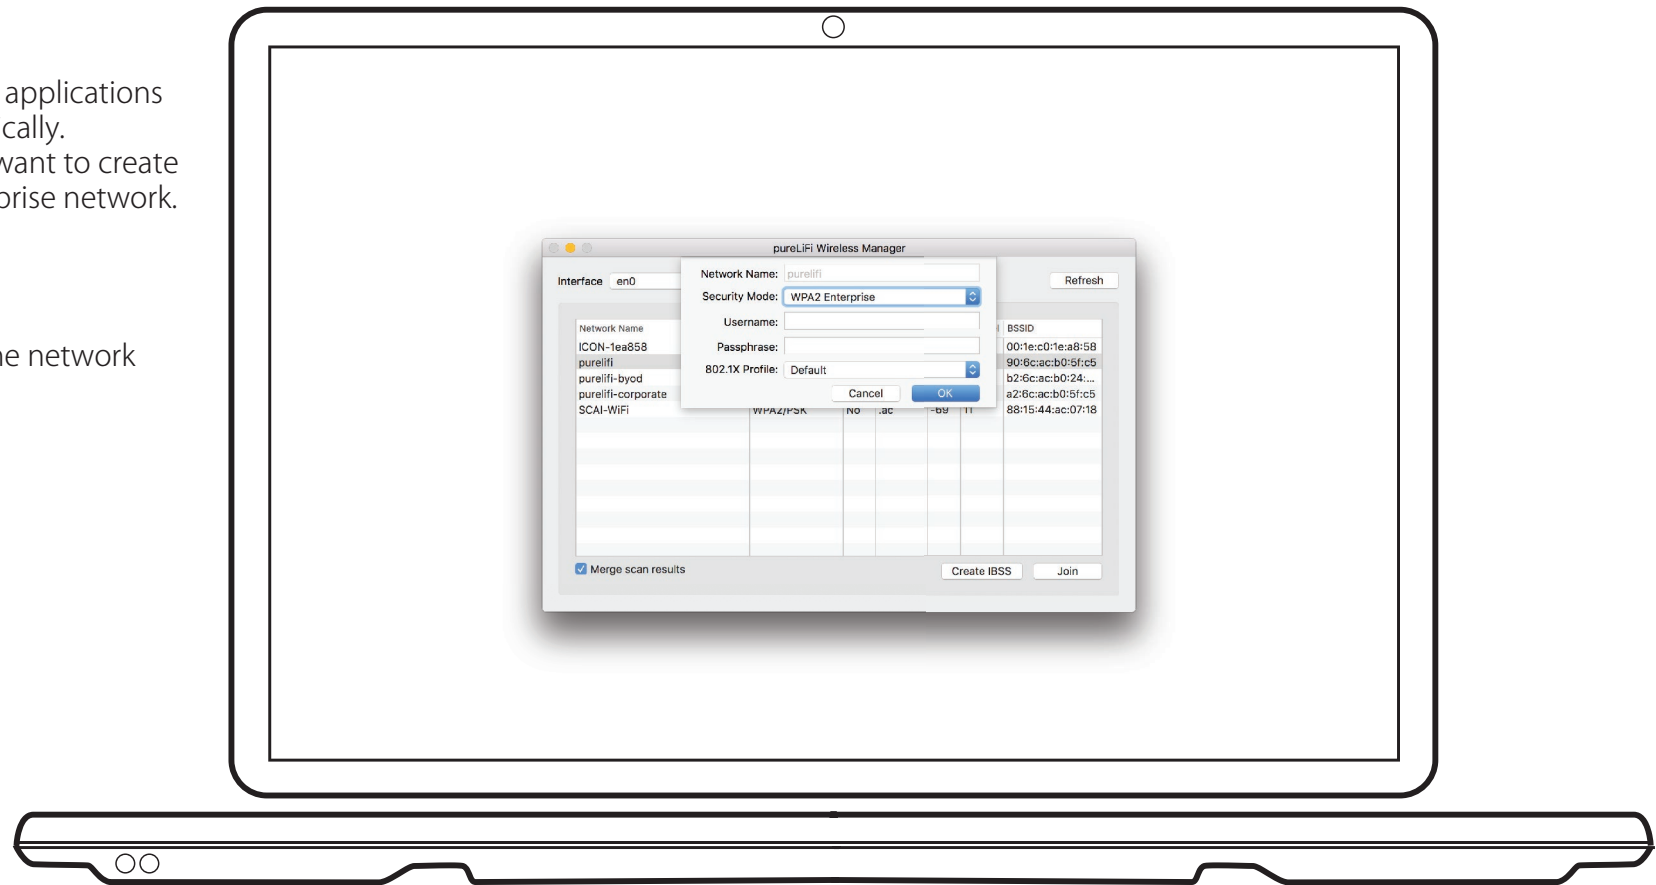 applications
cally.
want to create
prise network.
ne network
pureLiFi Wireless Manager
Interface en0
Refresh
Network Name: purelifi
Security Mode: WPA2 Enterprise
Username:
Passphrase:
802.1X Profile: Default
Cancel OK
Network Name BSSID
ICON-1ea858 00:1e:c0:1e:a8:58
purelifi 90:6c:ac:b0:5f:c5
purelifi-byod b2:6c:ac:b0:24:...
purelifi-corporate a2:6c:ac:b0:5f:c5
SCAI-WiFi WPA2/PSK No .ac -69 11 88:15:44:ac:07:18
Merge scan results
Create IBSS Join